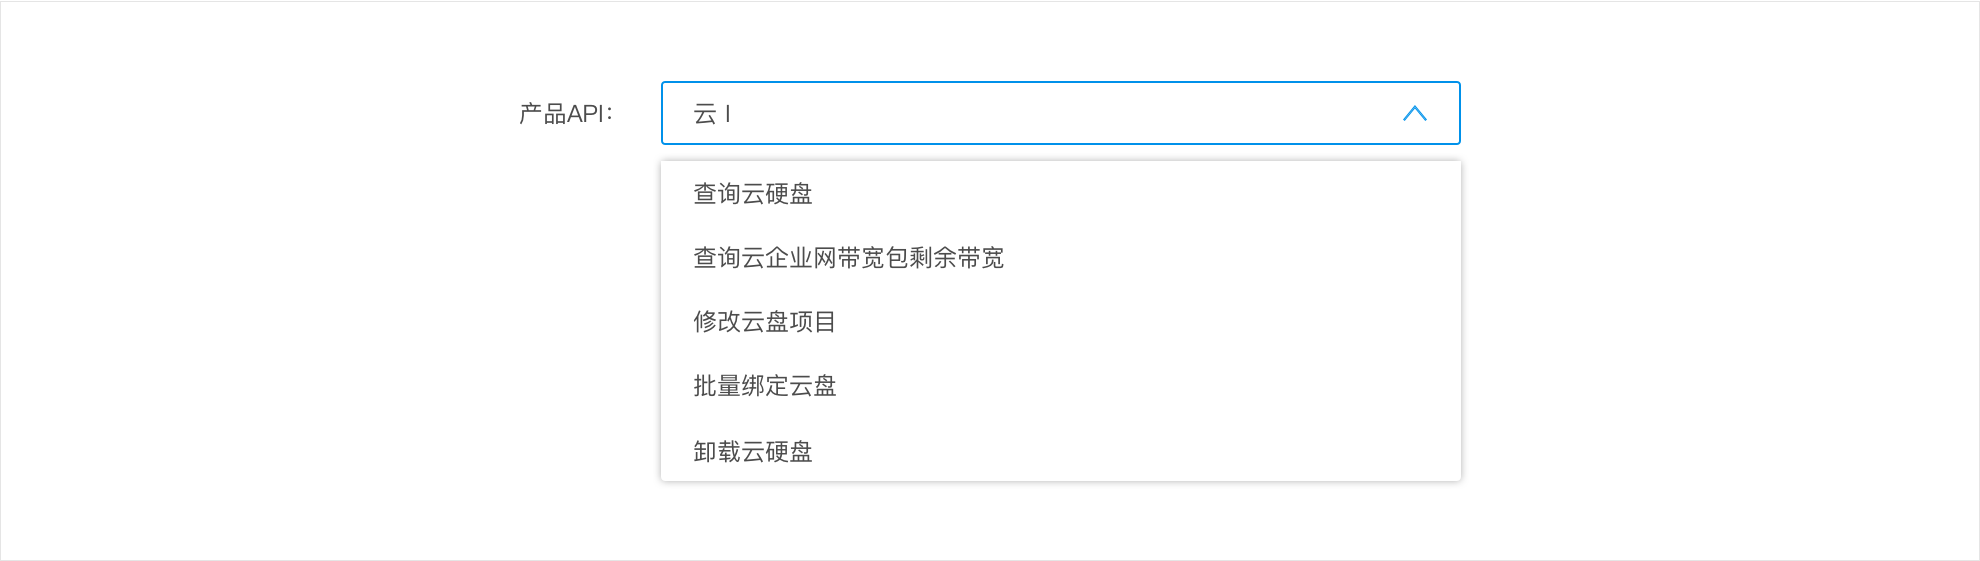 产品API：
云 |
查询云硬盘
查询云企业网带宽包剩余带宽
修改云盘项目
批量绑定云盘
卸载云硬盘